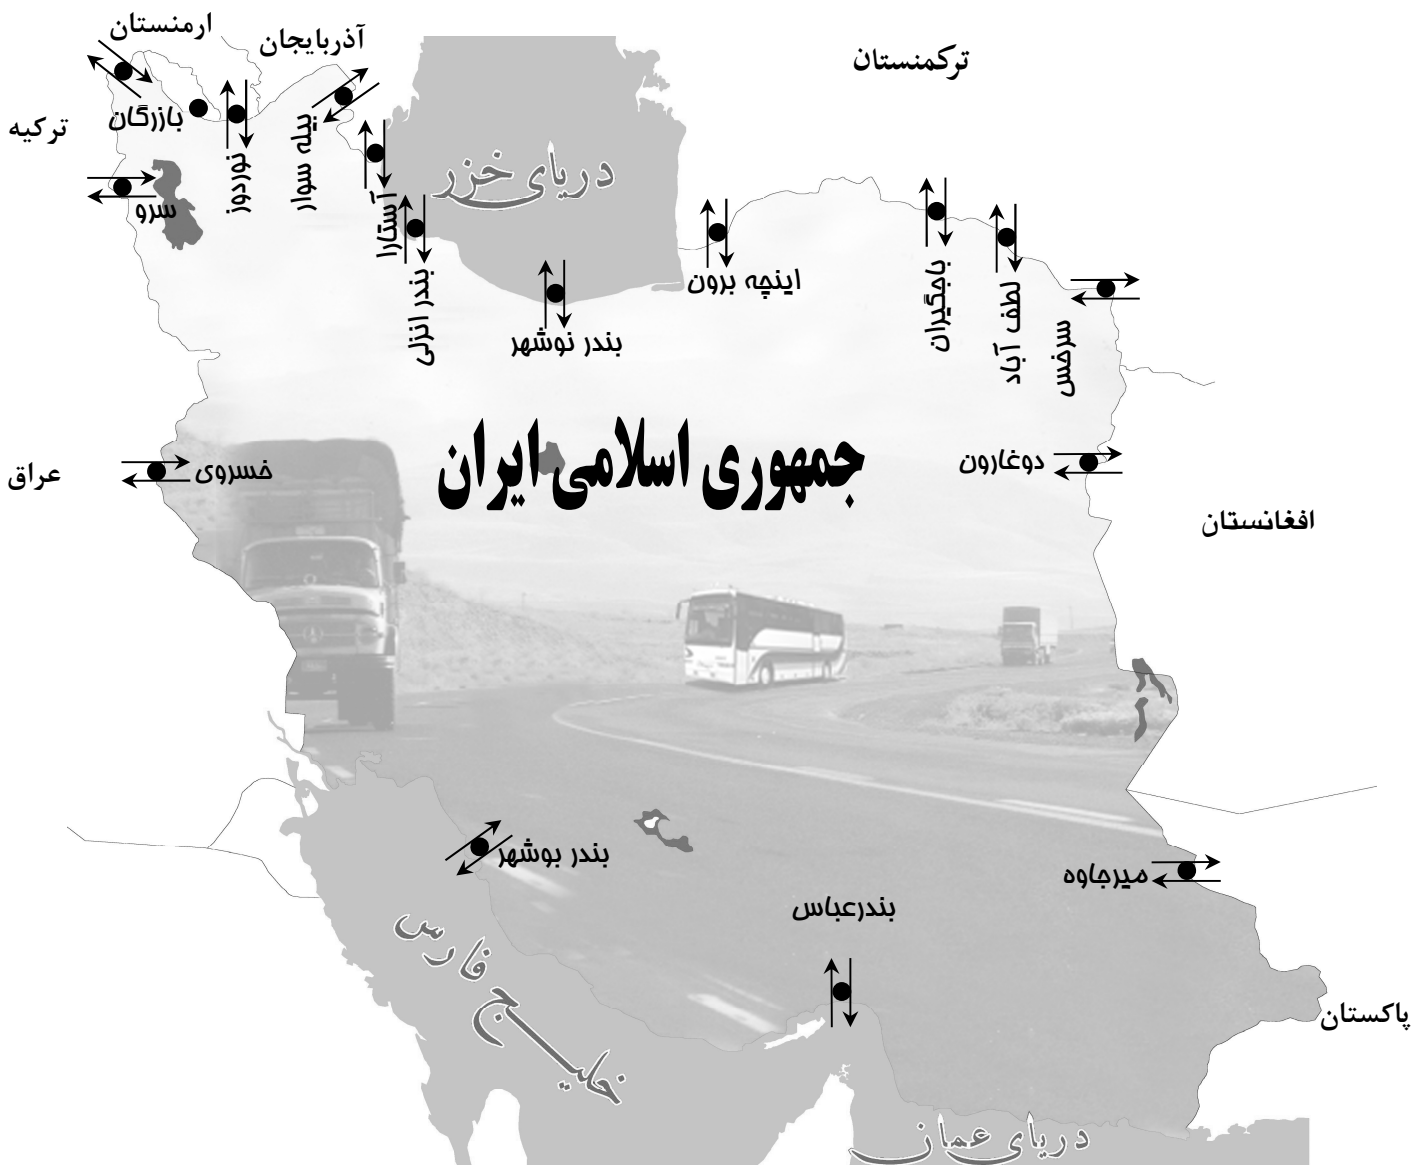 ارمنستان
آذربایجان
ترکمنستان
ترکیه
بازرگان
نوردوز
بیله سوار
آستارا
سرو
دریای خزر
بندر انزلی
بندر نوشهر
اینچه برون
باجگیران
لطف آباد
سرخس
جمهوری اسلامی ایران
دوغارون
خسروی
عراق
افغانستان
بندر بوشهر
میرجاوه
بندرعباس
خلیج فارس
پاکستان
دریای عمان